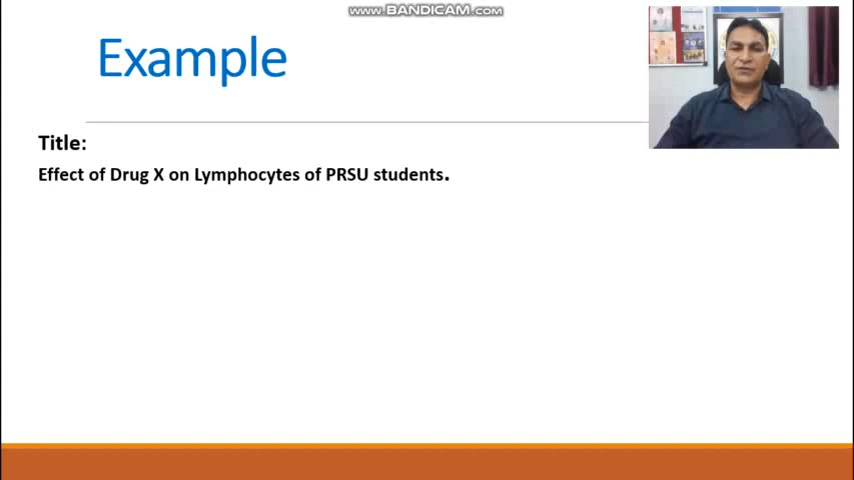 www.BANDICAM.com
Example
Title:
Effect of Drug X on Lymphocytes of PRSU students.